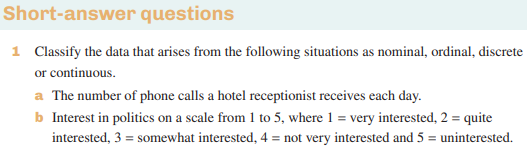 Short-answer questions
1 Classify the data that arises from the following situations as nominal, ordinal, discrete
or continuous.
a The number of phone calls a hotel receptionist receives each day.
b Interest in politics on a scale from 1 to 5, where 1 = very interested, 2 = quite
interested, 3 = somewhat interested, 4 = not very interested and 5 = uninterested.